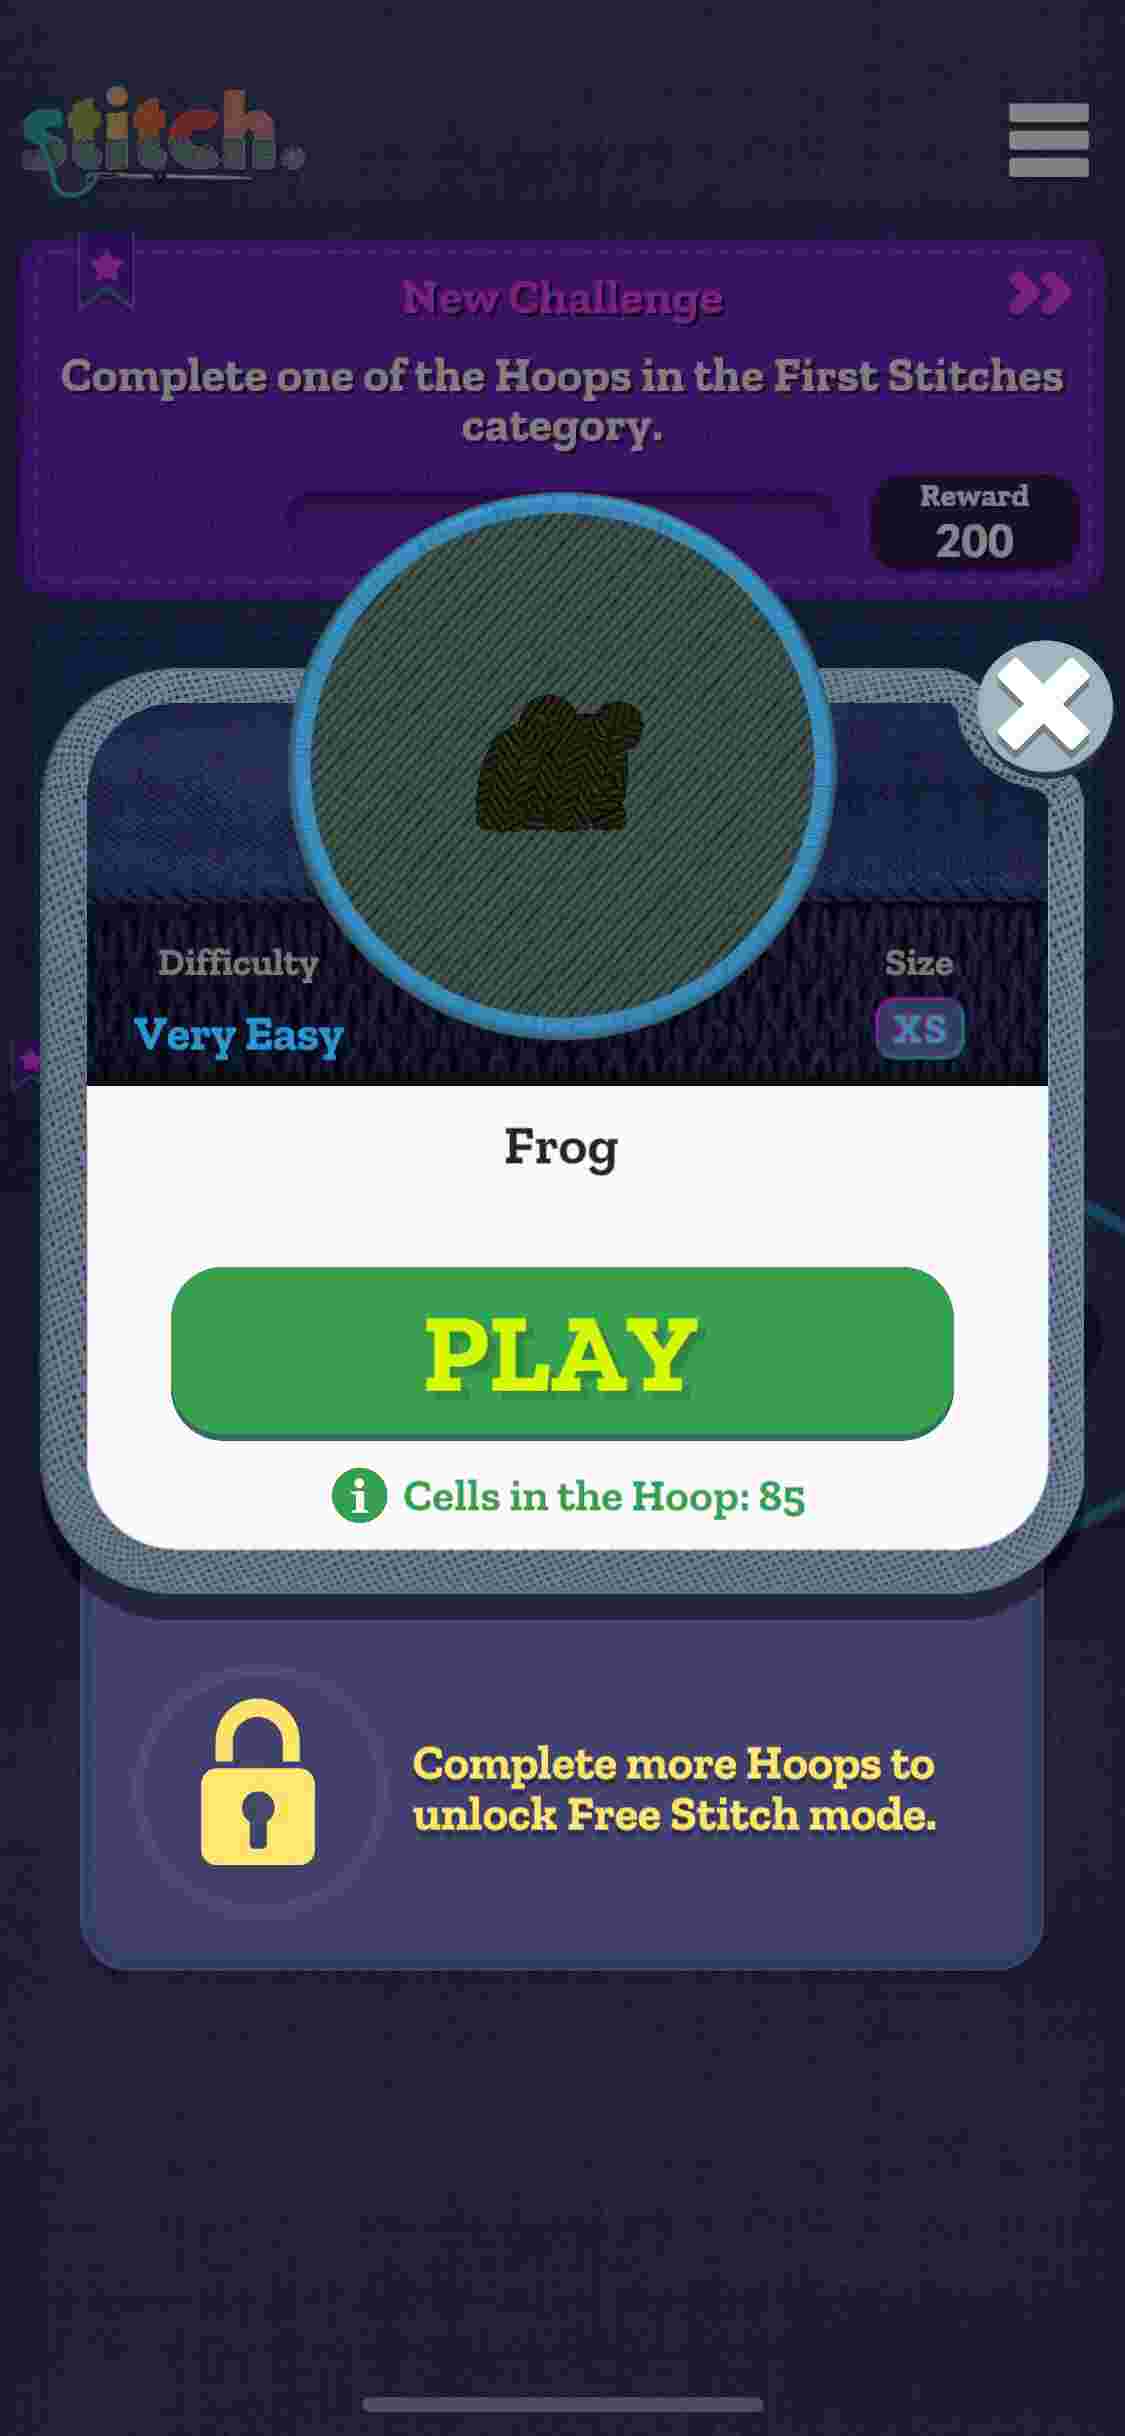 stitch.
New Challenge
Complete one of the Hoops in the First Stitches
category.
Reward
200
Difficulty
Very Easy
Size
XS
Frog
PLAY
i Cells in the Hoop: 85
Complete more Hoops to
unlock Free Stitch mode.